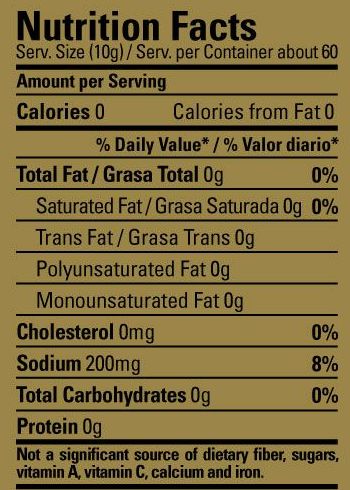 Nutrition Facts
Serv. Size (10g) / Serv. per Container about 60
Amount per Serving
Calories 0 Calories from Fat 0
% Daily Value* / % Valor diario*
Total Fat / Grasa Total 0g 0%
Saturated Fat / Grasa Saturada 0g 0%
Trans Fat / Grasa Trans 0g
Polyunsaturated Fat 0g
Monounsaturated Fat 0g
Cholesterol 0mg 0%
Sodium 200mg 8%
Total Carbohydrates 0g 0%
Protein 0g
Not a significant source of dietary fiber, sugars,
vitamin A, vitamin C, calcium and iron.